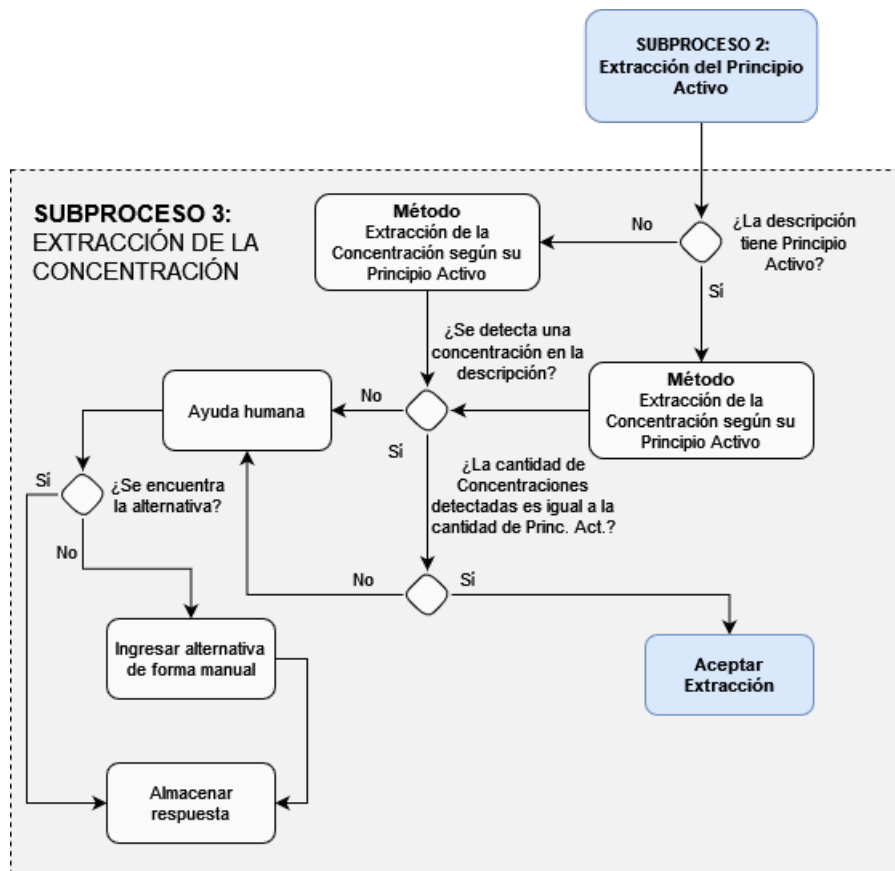 SUBPROCESO 2:
Extracción del Principio
Activo
SUBPROCESO 3:
EXTRACCIÓN DE LA
CONCENTRACIÓN
Método
Extracción de la
Concentración según su
Principio Activo
No
¿La descripción
tiene Principio
Activo?
Sí
¿Se detecta una
concentración en la
descripción?
Método
Extracción de la
Concentración según su
Principio Activo
Ayuda humana
No
Sí
¿La cantidad de
Concentraciones
detectadas es igual a la
cantidad de Princ. Act.?
Sí
¿Se encuentra
la alternativa?
No
No
Sí
Ingresar alternativa
de forma manual
Aceptar
Extracción
Almacenar
respuesta